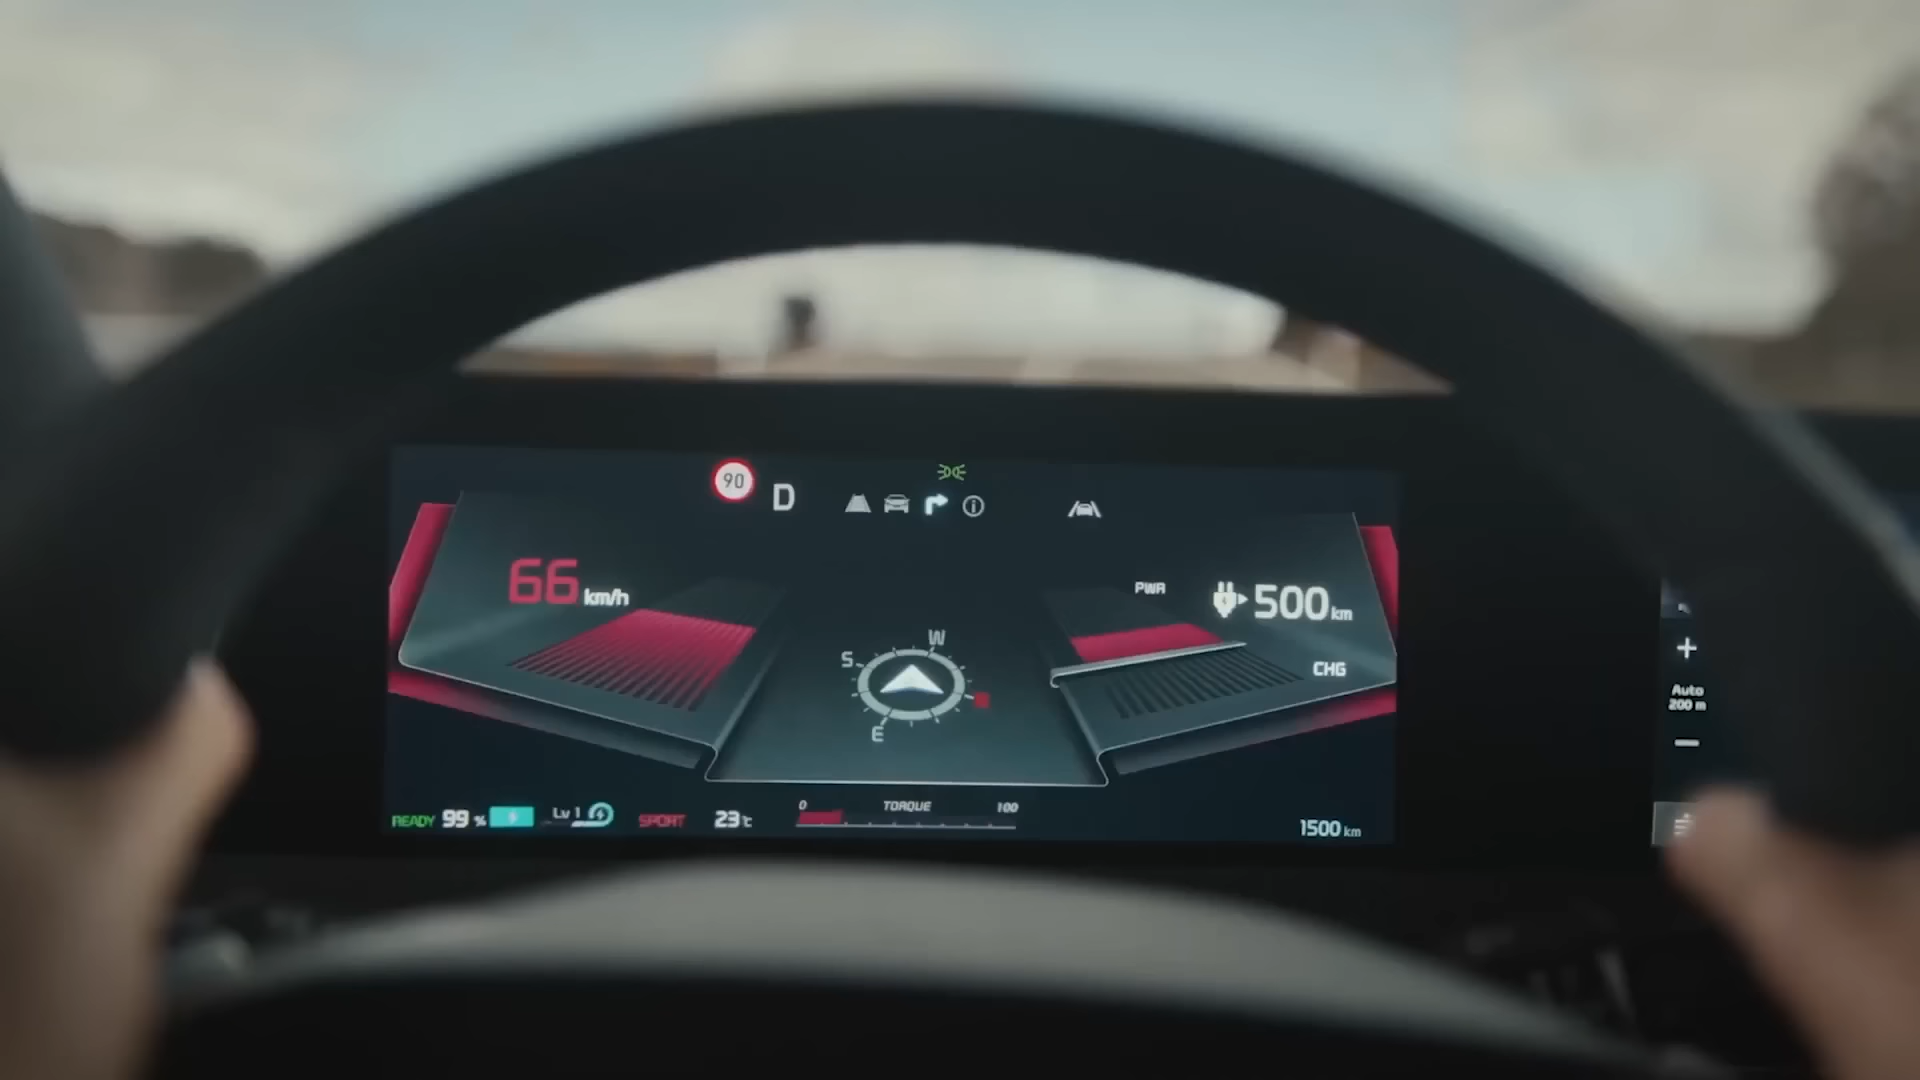 90
D
66 km/h
PWR
500 km
CHG
W
S
E
+
Auto
200 m
READY 99 %
Lv 1
SPORT
23 ℃
0 TORQUE 100
1500 km